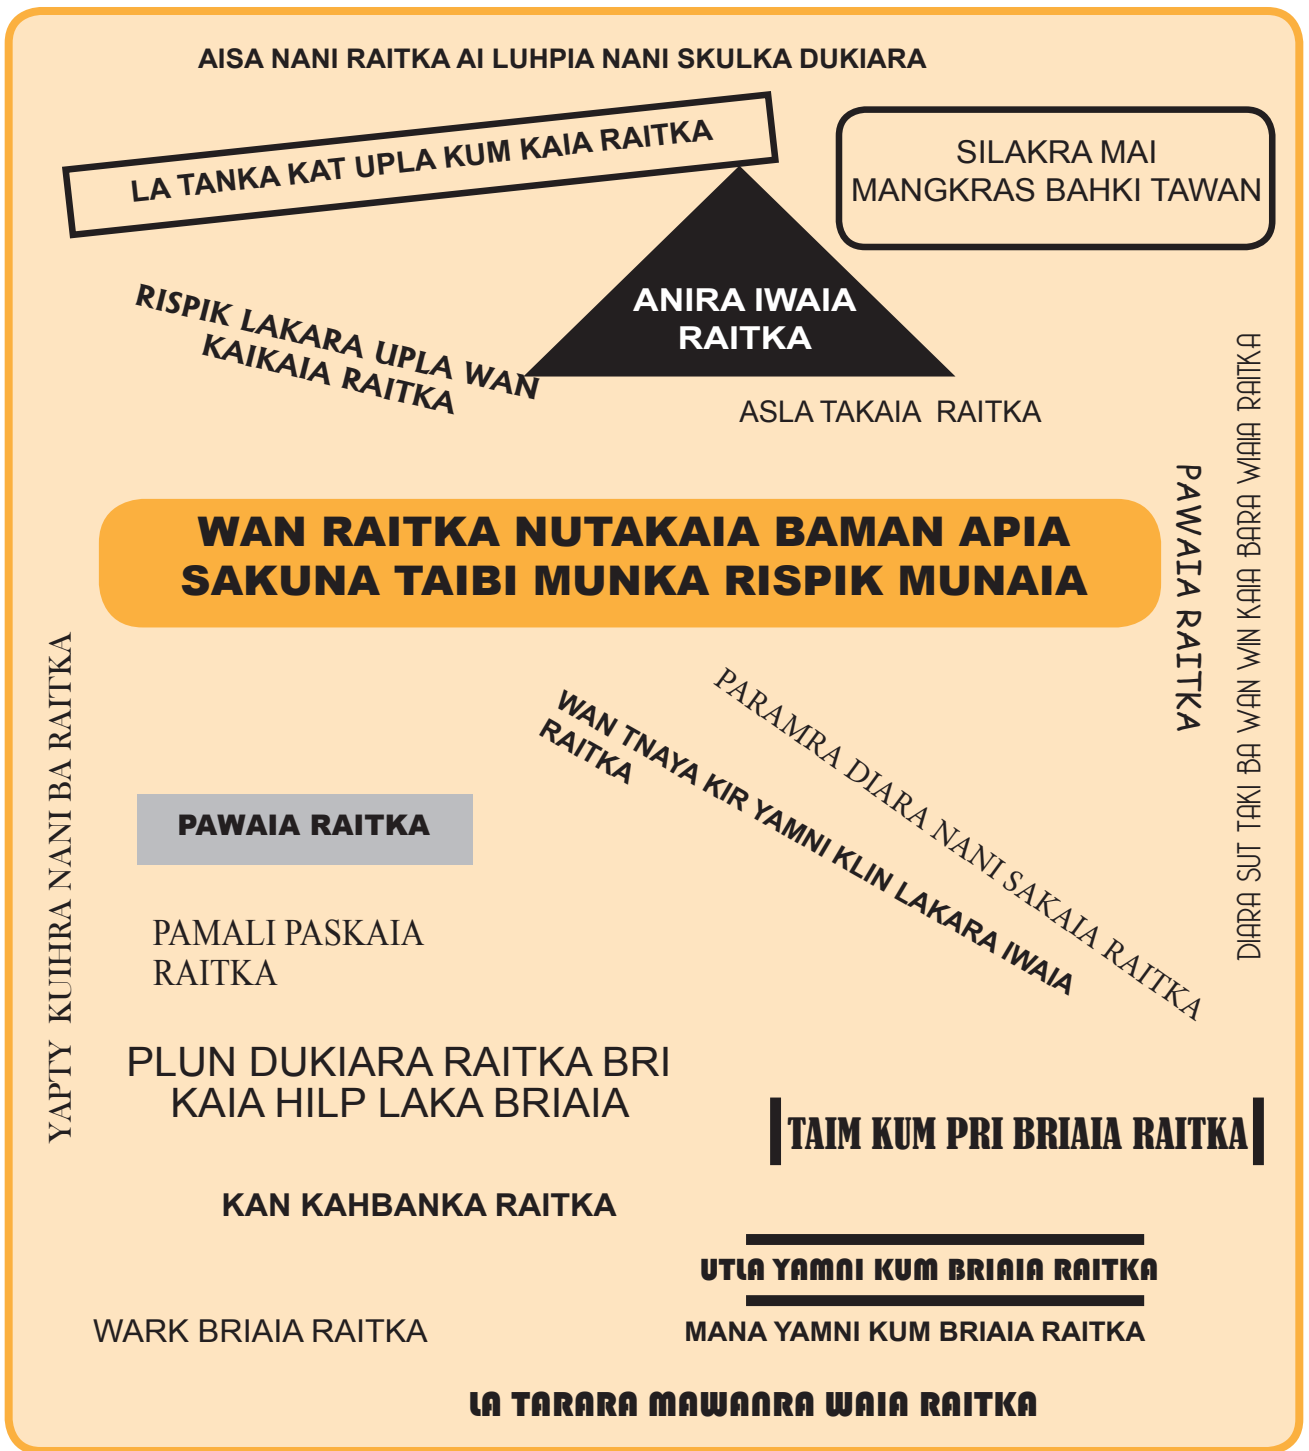 AISA NANI RAITKA AI LUHPIA NANI SKULKA DUKIARA
LA TANKA KAT UPLA KUM KAIA RAITKA
SILAKRA MAI
MANGKRAS BAHKI TAWAN
ANIRA IWAIA
RAITKA
RISPIK LAKARA UPLA WAN
KAIKAIA RAITKA
ASLA TAKAIA RAITKA
DIARA SUT TAKI BA WAN WIN KAIA BARA WIAIA RAITKA
PAWAIA RAITKA
WAN RAITKA NUTAKAIA BAMAN APIA
SAKUNA TAIBI MUNKA RISPIK MUNAIA
YAPTY KUIHRA NANI BA RAITKA
PARAMRA DIARA NANI SAKAIA RAITKA
WAN TNAYA KIR YAMNI KLIN LAKARA IWAIA
RAITKA
PAWAIA RAITKA
PAMALI PASKAIA
RAITKA
PLUN DUKIARA RAITKA BRI
KAIA HILP LAKA BRIAIA
TAIM KUM PRI BRIAIA RAITKA
KAN KAHBANKA RAITKA
UTLA YAMNI KUM BRIAIA RAITKA
WARK BRIAIA RAITKA
MANA YAMNI KUM BRIAIA RAITKA
LA TARARA MAWANRA WAIA RAITKA